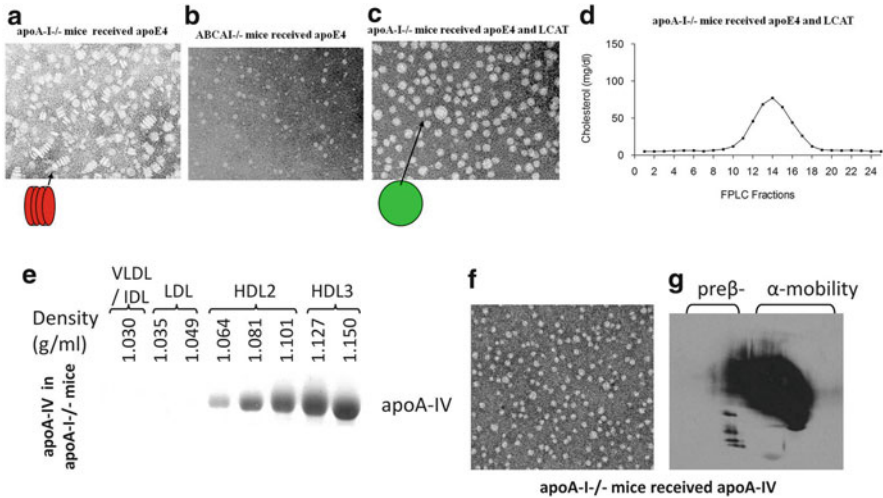 a
apoA-I-/- mice received apoE4
b
ABCAI-/- mice received apoE4
c
apoA-I-/- mice received apoE4 and LCAT
d
apoA-I-/- mice received apoE4 and LCAT
Cholesterol (mg/dl)
150
100
50
0
0 2 4 6 8 10 12 14 16 18 20 22 24
FPLC Fractions
e
VLDL
/ IDL
LDL
HDL2
HDL3
Density
(g/ml)
1.030
1.035
1.049
1.064
1.081
1.101
1.127
1.150
apoA-IV in
apoA-I-/- mice
apoA-IV
f
g
preβ-
α-mobility
apoA-I-/- mice received apoA-IV